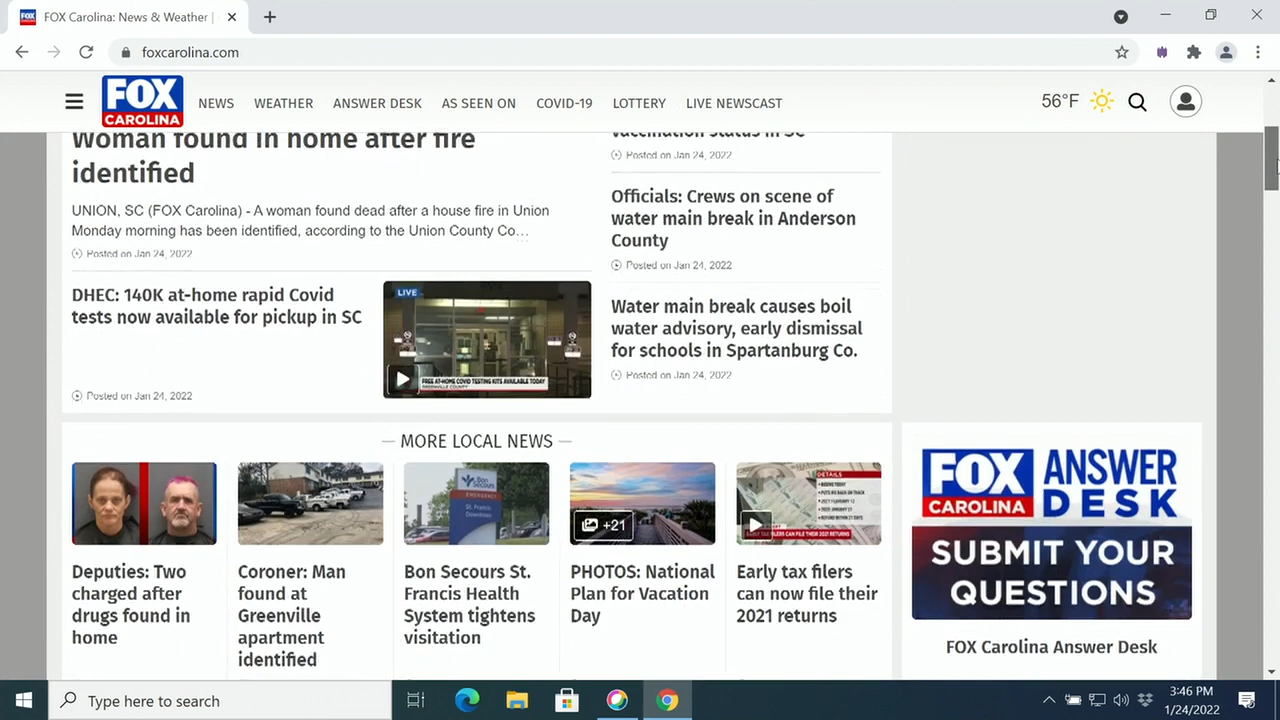 FOX Carolina: News & Weather |
foxcarolina.com
FOX
CAROLINA
NEWS
WEATHER
ANSWER DESK
AS SEEN ON
COVID-19
LOTTERY
LIVE NEWSCAST
56°F
Woman found in home after fire
identified
UNION, SC (FOX Carolina) - A woman found dead after a house fire in Union
Monday morning has been identified, according to the Union County Co...
Posted on Jan 24, 2022
DHEC: 140K at-home rapid Covid
tests now available for pickup in SC
Posted on Jan 24, 2022
LIVE
FREE AT-HOME COVID TESTING KITS AVAILABLE TODAY
GREENVILLE COUNTY
vaccination status in SC
Posted on Jan 24, 2022
Officials: Crews on scene of
water main break in Anderson
County
Posted on Jan 24, 2022
Water main break causes boil
water advisory, early dismissal
for schools in Spartanburg Co.
Posted on Jan 24, 2022
MORE LOCAL NEWS
Deputies: Two
charged after
drugs found in
home
Coroner: Man
found at
Greenville
apartment
identified
Bon Secours
EMERGENCY
St. Francis
Downtown
Bon Secours St.
Francis Health
System tightens
visitation
+21
PHOTOS: National
Plan for Vacation
Day
DETAILS
Early tax filers
can now file their
2021 returns
FOX
CAROLINA
ANSWER
DESK
SUBMIT YOUR
QUESTIONS
FOX Carolina Answer Desk
Type here to search
3:46 PM
1/24/2022